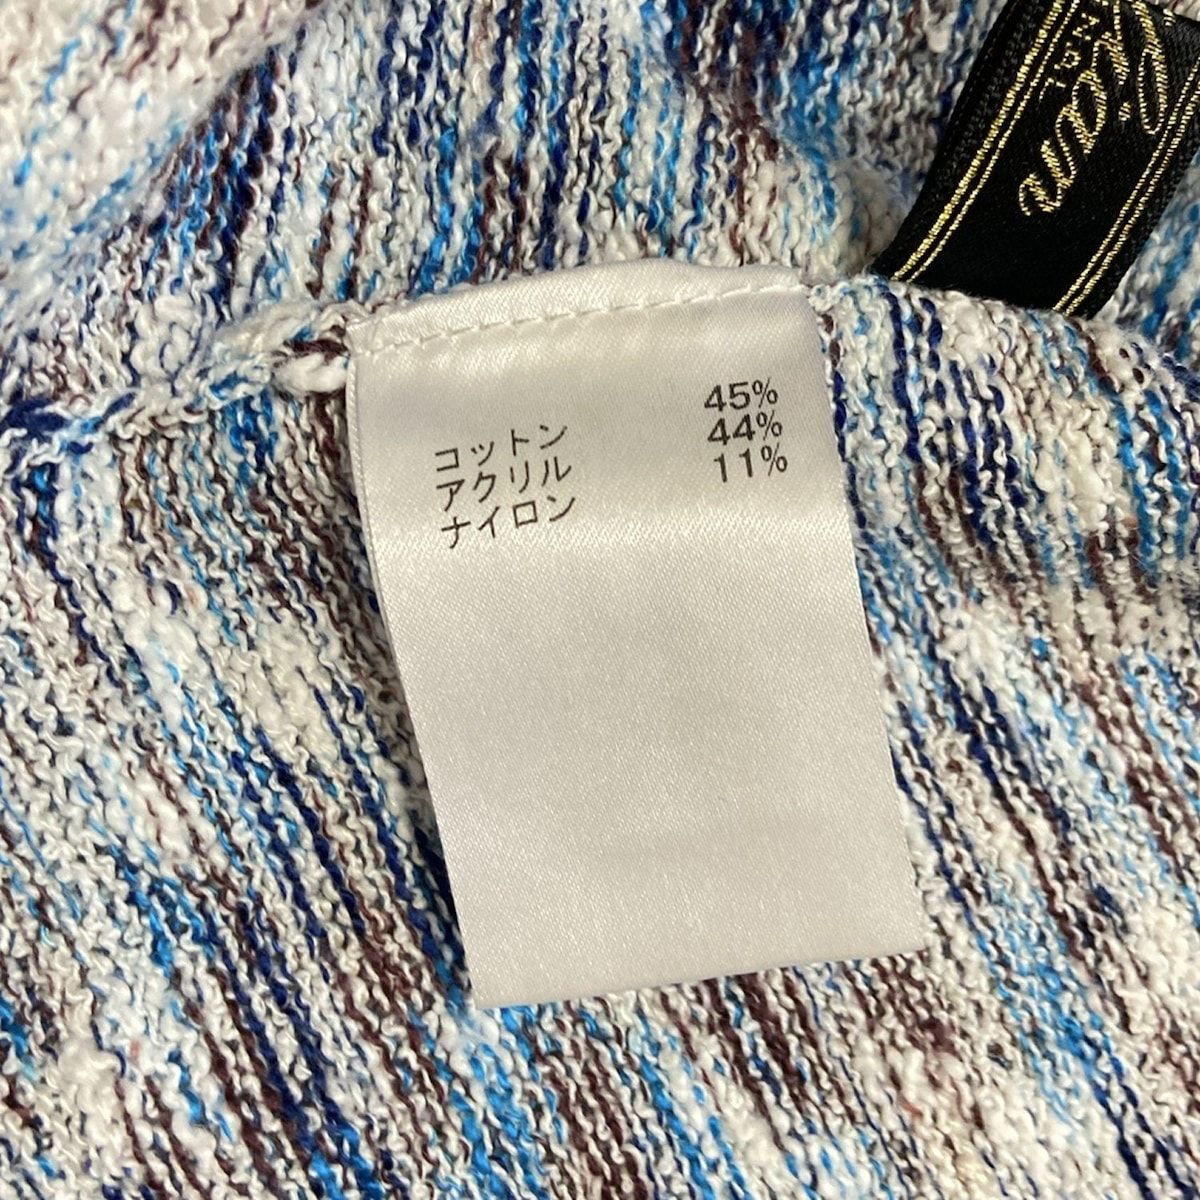 コットン 45%
アクリル 44%
ナイロン 11%